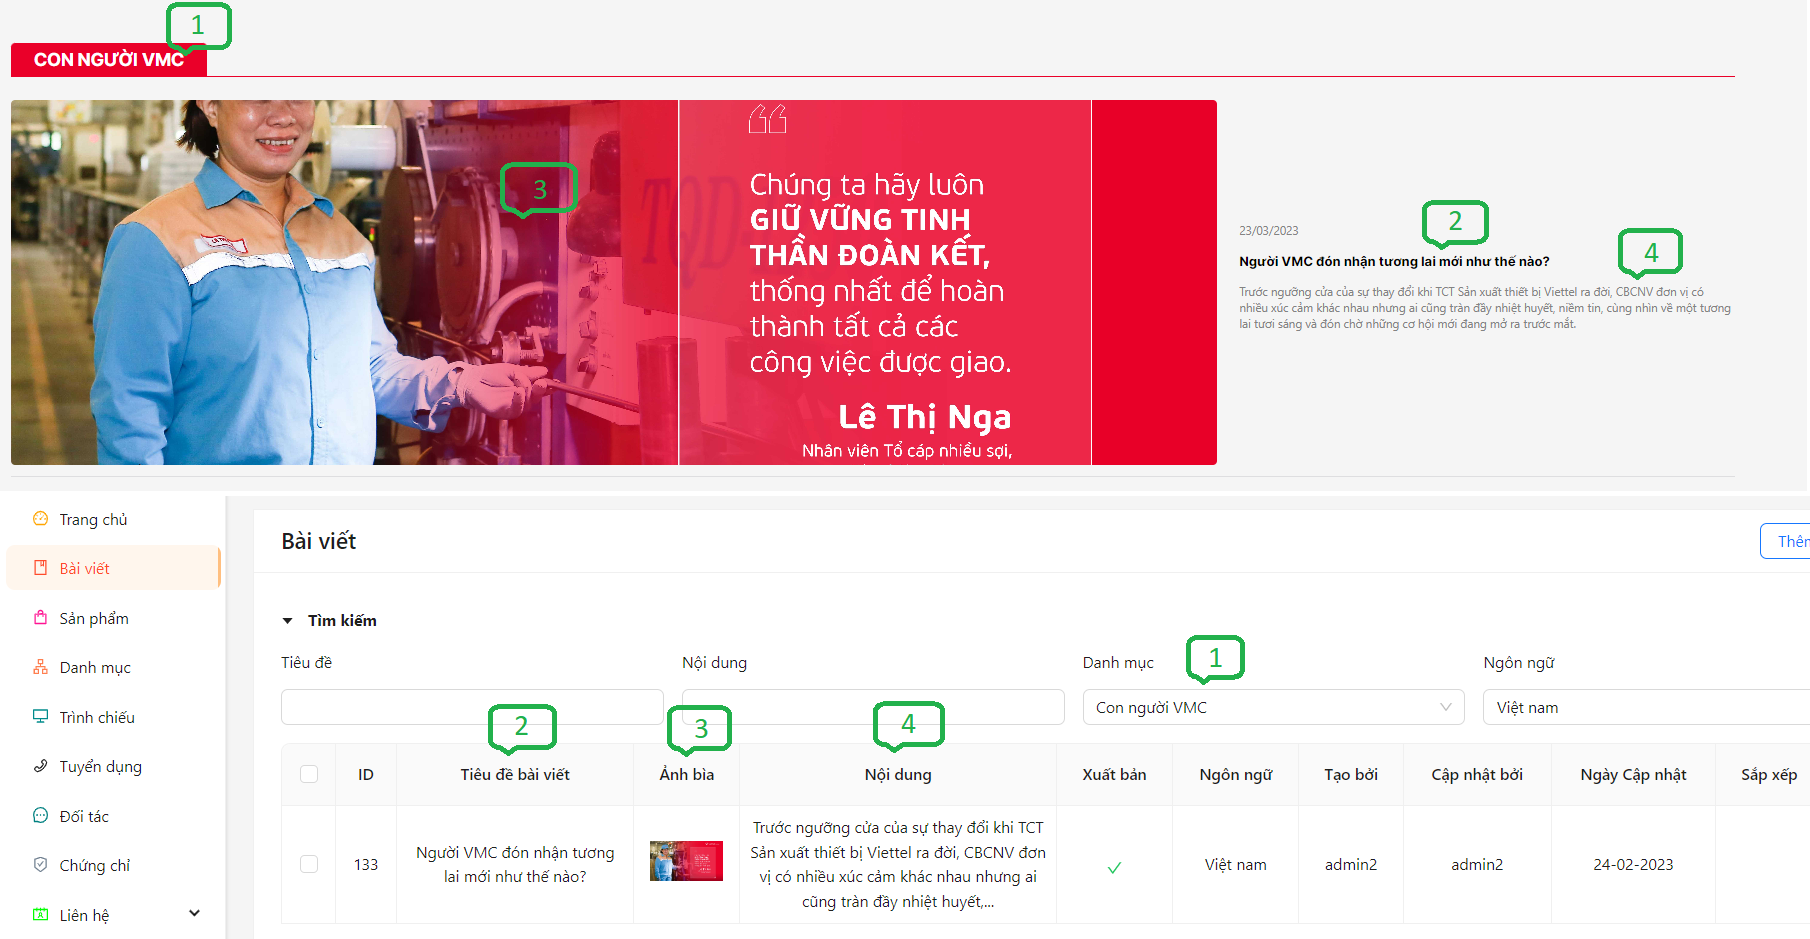 1
CON NGƯỜI VMC
3
TQD
Chúng ta hãy luôn
GIỮ VỮNG TINH
THẦN ĐOÀN KẾT,
thống nhất để hoàn
thành tất cả các
công việc được giao.
Lê Thị Nga
Nhân viên Tổ cáp nhiều sợi,
2
23/03/2023
4
Người VMC đón nhận tương lai mới như thế nào?
Trước ngưỡng cửa của sự thay đổi khi TCT Sản xuất thiết bị Viettel ra đời, CBCNV đơn vị có
nhiều xúc cảm khác nhau nhưng ai cũng tràn đầy nhiệt huyết, niềm tin, cùng nhìn về một tương
lai tươi sáng và đón chờ những cơ hội mới đang mở ra trước mắt.
Trang chủ
Bài viết
Sản phẩm
Danh mục
Trình chiếu
Tuyển dụng
Đối tác
Chứng chỉ
Liên hệ
Bài viết
Thêm
Tìm kiếm
Tiêu đề
Nội dung
Danh mục
1
Ngôn ngữ
Con người VMC
Việt nam
2
3
4
ID
Tiêu đề bài viết
Ảnh bìa
Nội dung
Xuất bản
Ngôn ngữ
Tạo bởi
Cập nhật bởi
Ngày Cập nhật
Sắp xếp
133
Người VMC đón nhận tương
lai mới như thế nào?
Trước ngưỡng cửa của sự thay đổi khi TCT
Sản xuất thiết bị Viettel ra đời, CBCNV đơn
vị có nhiều xúc cảm khác nhau nhưng ai
cũng tràn đầy nhiệt huyết,...
Việt nam
admin2
admin2
24-02-2023